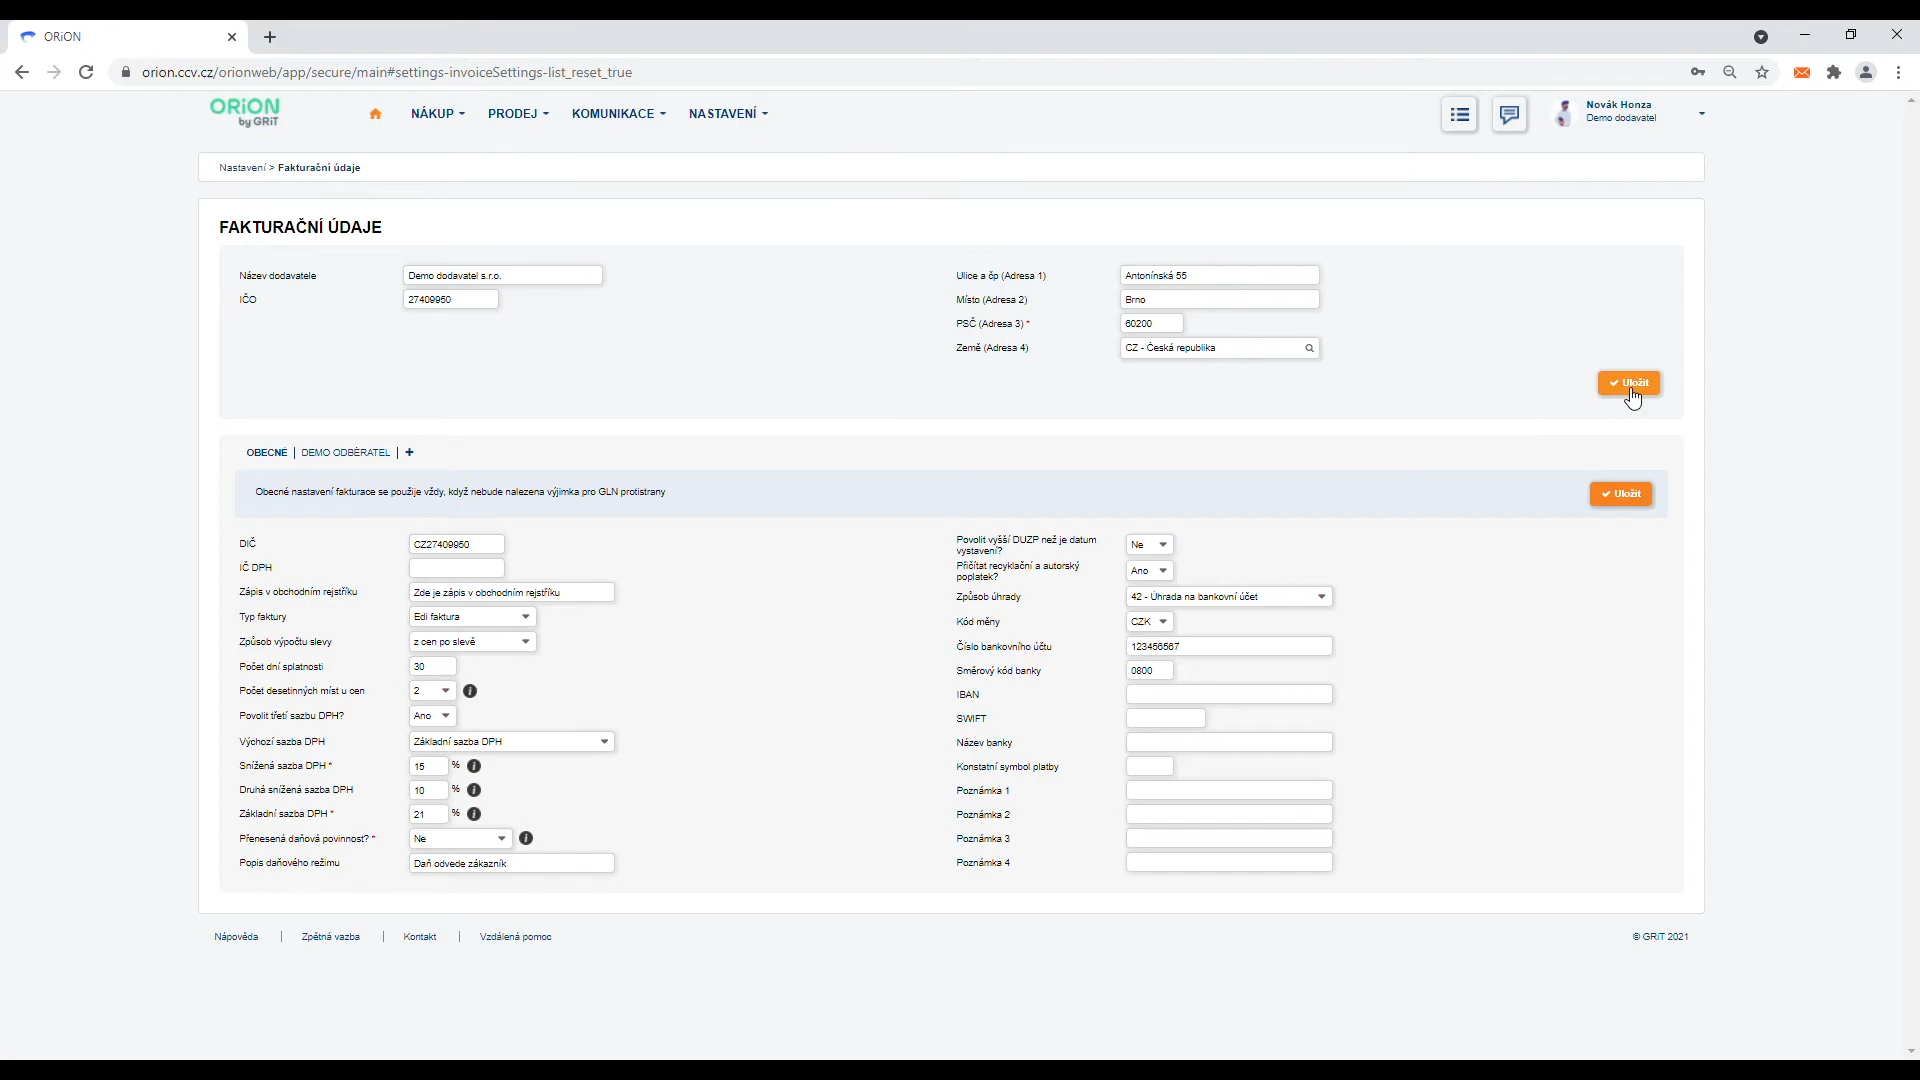 ORiON
orion.ccv.cz/orionweb/app/secure/main#settings-invoiceSettings-list_reset_true
ORiON
by GRiT
NÁKUP
PRODEJ
KOMUNIKACE
NASTAVENÍ
Novák Honza
Demo dodavatel
Nastavení > Fakturační údaje
FAKTURAČNÍ ÚDAJE
Název dodavatele
Demo dodavatel s.r.o.
IČO
27409950
Ulice a čp (Adresa 1)
Antonínská 55
Místo (Adresa 2)
Brno
PSČ (Adresa 3) *
60200
Země (Adresa 4)
CZ - Česká republika
Uložit
OBECNÉ | DEMO ODBĚRATEL | +
Obecné nastavení fakturace se použije vždy, když nebude nalezena výjimka pro GLN protistrany
Uložit
DIČ
CZ27409950
IČ DPH
Zápis v obchodním rejstříku
Zde je zápis v obchodním rejstříku
Typ faktury
Edi faktura
Způsob výpočtu slevy
z cen po slevě
Počet dní splatnosti
30
Počet desetinných míst u cen
2
Povolit třetí sazbu DPH?
Ano
Výchozí sazba DPH
Základní sazba DPH
Snížená sazba DPH *
15 %
Druhá snížená sazba DPH
10 %
Základní sazba DPH *
21 %
Přenesená daňová povinnost? *
Ne
Popis daňového režimu
Daň odvede zákazník
Povolit vyšší DUZP než je datum
vystavení?
Ne
Přičítat recyklační a autorský
poplatek?
Ano
Způsob úhrady
42 - Úhrada na bankovní účet
Kód měny
CZK
Číslo bankovního účtu
123456567
Směrový kód banky
0800
IBAN
SWIFT
Název banky
Konstatní symbol platby
Poznámka 1
Poznámka 2
Poznámka 3
Poznámka 4
Nápověda | Zpětná vazba | Kontakt | Vzdálená pomoc
© GRiT 2021